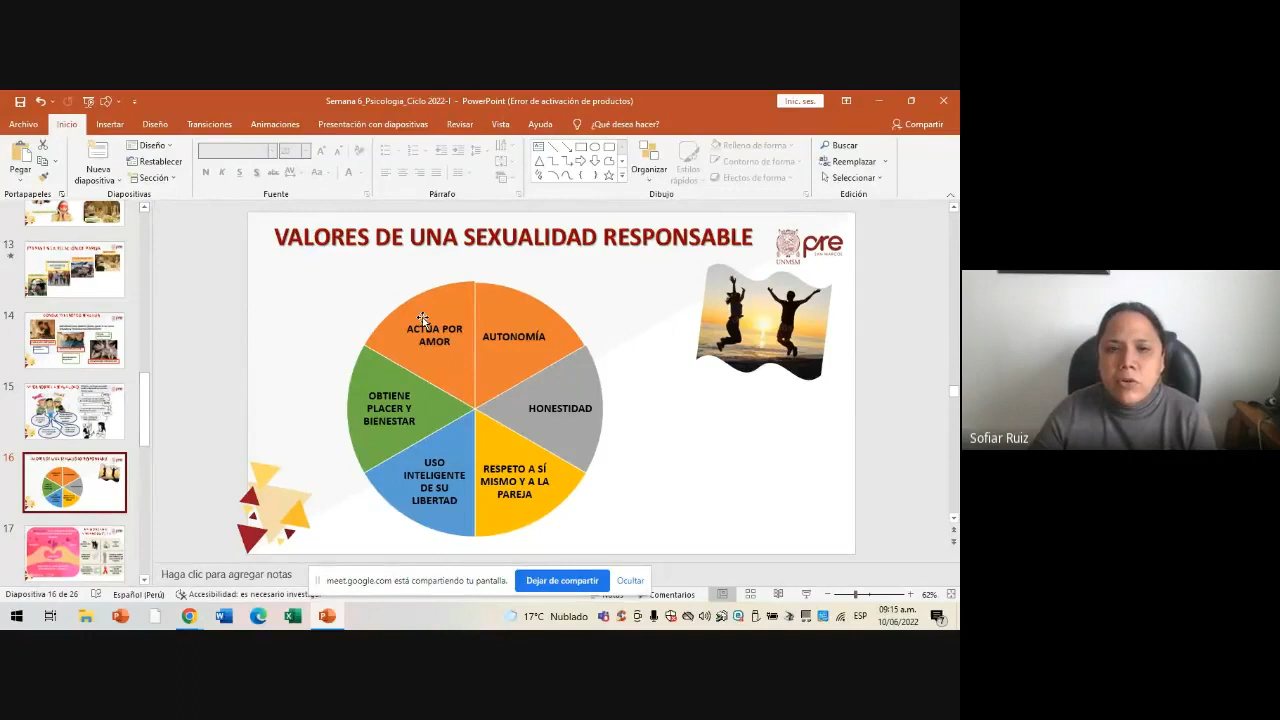 Semana 6_Psicologia_Ciclo 2022-I - PowerPoint (Error de activación de productos)
Inic. ses.
Archivo Inicio Insertar Diseño Transiciones Animaciones Presentación con diapositivas Revisar Vista Ayuda ¿Qué desea hacer? Compartir
Pegar
Nueva diapositiva
Diseño
Restablecer
Sección
N K S S abc AV Aa A
Organizar
Estilos rápidos
Relleno de forma
Contorno de forma
Efectos de forma
Buscar
Reemplazar
Seleccionar
Portapapeles Diapositivas Fuente Párrafo Dibujo Edición
13
14
15
16
17
VALORES DE UNA SEXUALIDAD RESPONSABLE
UNMSM
pre
SAN MARCOS
ACTÚA POR
AMOR
AUTONOMÍA
OBTIENE
PLACER Y
BIENESTAR
HONESTIDAD
USO
INTELIGENTE
DE SU
LIBERTAD
RESPETO A SÍ
MISMO Y A LA
PAREJA
Sofiar Ruiz
Haga clic para agregar notas
meet.google.com está compartiendo tu pantalla.
Dejar de compartir
Ocultar
Diapositiva 16 de 26 Español (Perú) Accesibilidad: es necesario Notas Comentarios 62%
17°C Nublado
ESP
09:15 a.m.
10/06/2022
7